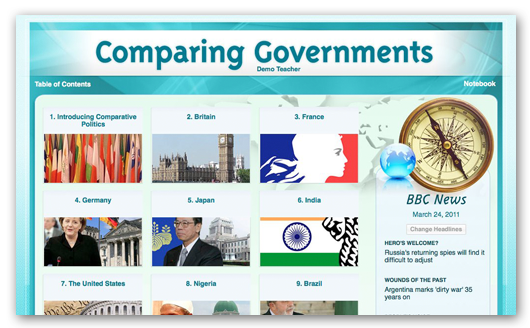 Comparing Governments
Demo Teacher
Table of Contents
Notebook
1. Introducing Comparative
Politics
2. Britain
3. France
4. Germany
5. Japan
6. India
7. The United States
8. Nigeria
9. Brazil
BBC News
March 24, 2011
Change Headlines
HERO'S WELCOME?
Russia's returning spies will find it
difficult to adjust
WOUNDS OF THE PAST
Argentina marks 'dirty war' 35
years on